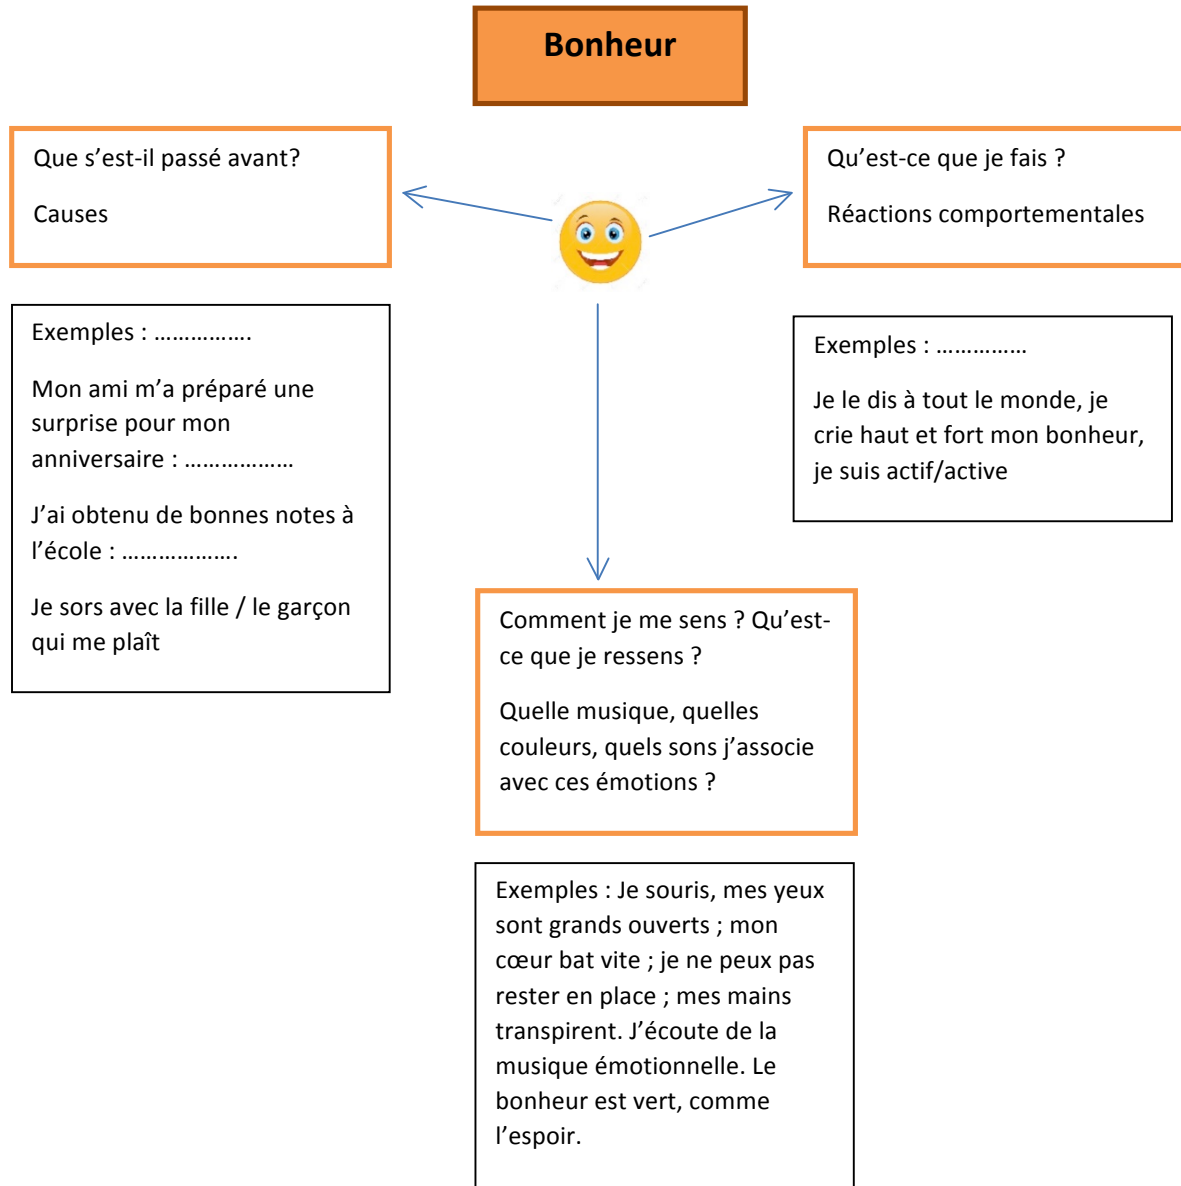 Bonheur
Que s’est-il passé avant?
Causes
Qu’est-ce que je fais ?
Réactions comportementales
Exemples : …………….
Mon ami m’a préparé une
surprise pour mon
anniversaire : ………………
J’ai obtenu de bonnes notes à
l’école : ……………….
Je sors avec la fille / le garçon
qui me plaît
Exemples : ……………
Je le dis à tout le monde, je
crie haut et fort mon bonheur,
je suis actif/active
Comment je me sens ? Qu’est-
ce que je ressens ?
Quelle musique, quelles
couleurs, quels sons j’associe
avec ces émotions ?
Exemples : Je souris, mes yeux
sont grands ouverts ; mon
cœur bat vite ; je ne peux pas
rester en place ; mes mains
transpirent. J’écoute de la
musique émotionnelle. Le
bonheur est vert, comme
l’espoir.